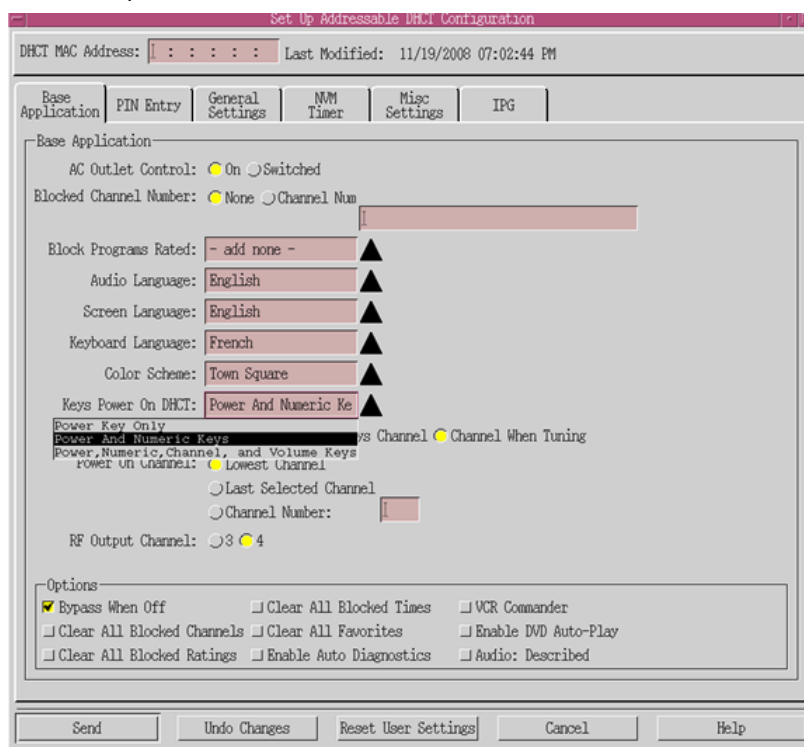 Set Up Addressable DHCT Configuration
DHCT MAC Address: : : : : : Last Modified: 11/19/2008 07:02:44 PM
Base Application PIN Entry General Settings NVM Timer Misc Settings IPG
Base Application
AC Outlet Control: On Switched
Blocked Channel Number: None Channel Num
Block Programs Rated: - add none -
Audio Language: English
Screen Language: English
Keyboard Language: French
Color Scheme: Town Square
Keys Power On DHCT: Power And Numeric Ke
Power Key Only
Power And Numeric Keys
ys Channel Channel When Tuning
Power,Numeric,Channel, and Volume Keys
Power On Channel: Lowest Channel
Last Selected Channel
Channel Number:
RF Output Channel: 3 4
Options
Bypass When Off Clear All Blocked Times VCR Commander
Clear All Blocked Channels Clear All Favorites Enable DVD Auto-Play
Clear All Blocked Ratings Enable Auto Diagnostics Audio: Described
Send Undo Changes Reset User Settings Cancel Help